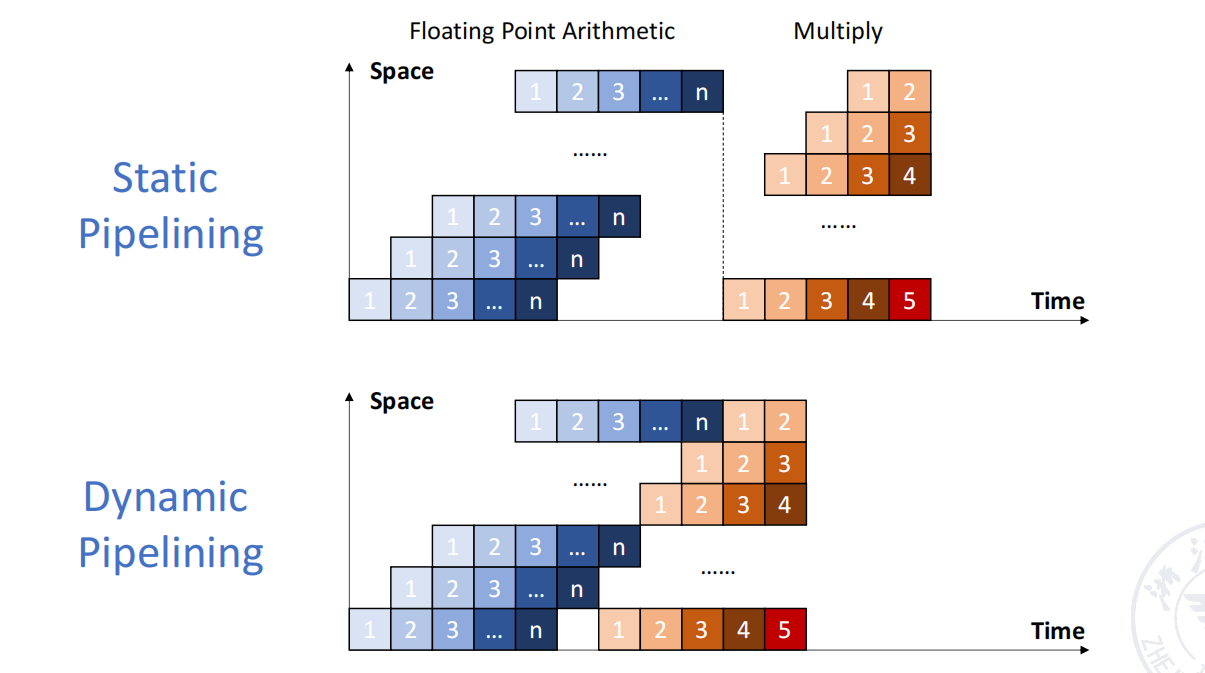 Floating Point Arithmetic Multiply
Space
1 2 3 ... n 1 2
...... 1 2 3
1 2 3 4
Static
Pipelining
1 2 3 ... n ......
1 2 3 ... n
1 2 3 ... n 1 2 3 4 5
Time
Space
1 2 3 ... n 1 2
1 2 3
...... 1 2 3 4
Dynamic
Pipelining
1 2 3 ... n
......
1 2 3 ... n
1 2 3 ... n 1 2 3 4 5
Time